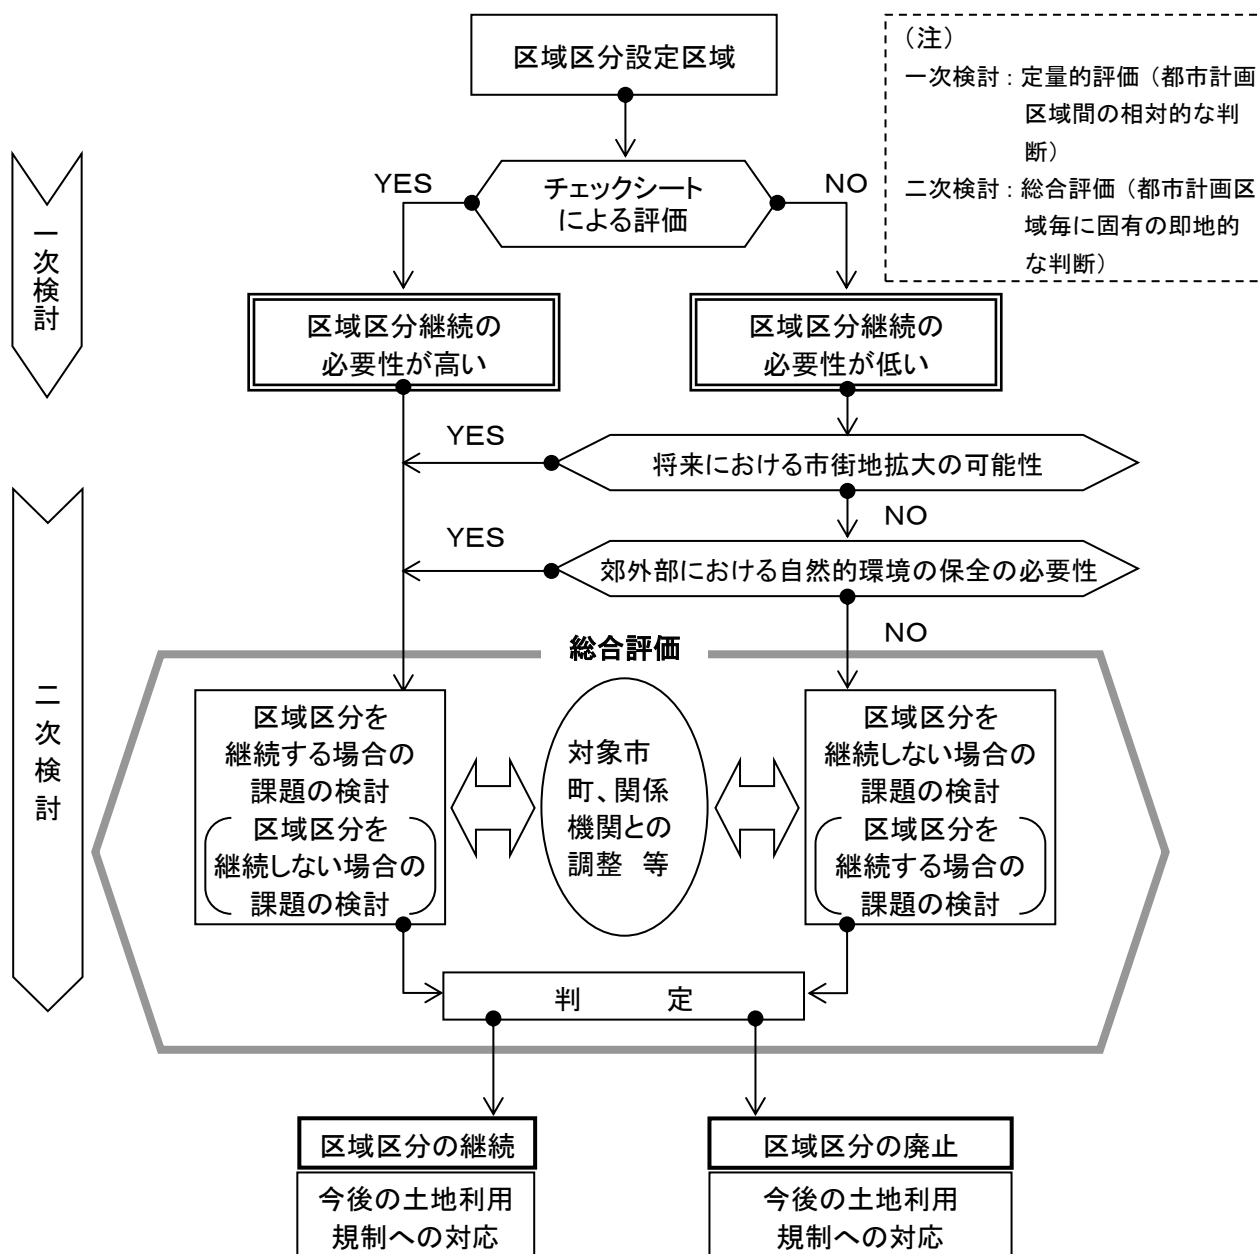 区域区分設定区域
（注）
一次検討：定量的評価（都市計画
区域間の相対的な判
断）
二次検討：総合評価（都市計画区
域毎に固有の即地的
な判断）
YES
チェックシート
による評価
NO
一次検討
区域区分継続の
必要性が高い
区域区分継続の
必要性が低い
YES
将来における市街地拡大の可能性
NO
YES
郊外部における自然的環境の保全の必要性
NO
二次検討
総合評価
区域区分を
継続する場合の
課題の検討
区域区分を
継続しない場合の
課題の検討
対象市
町、関係
機関との
調整 等
区域区分を
継続しない場合の
課題の検討
区域区分を
継続する場合の
課題の検討
判 定
区域区分の継続
今後の土地利用
規制への対応
区域区分の廃止
今後の土地利用
規制への対応